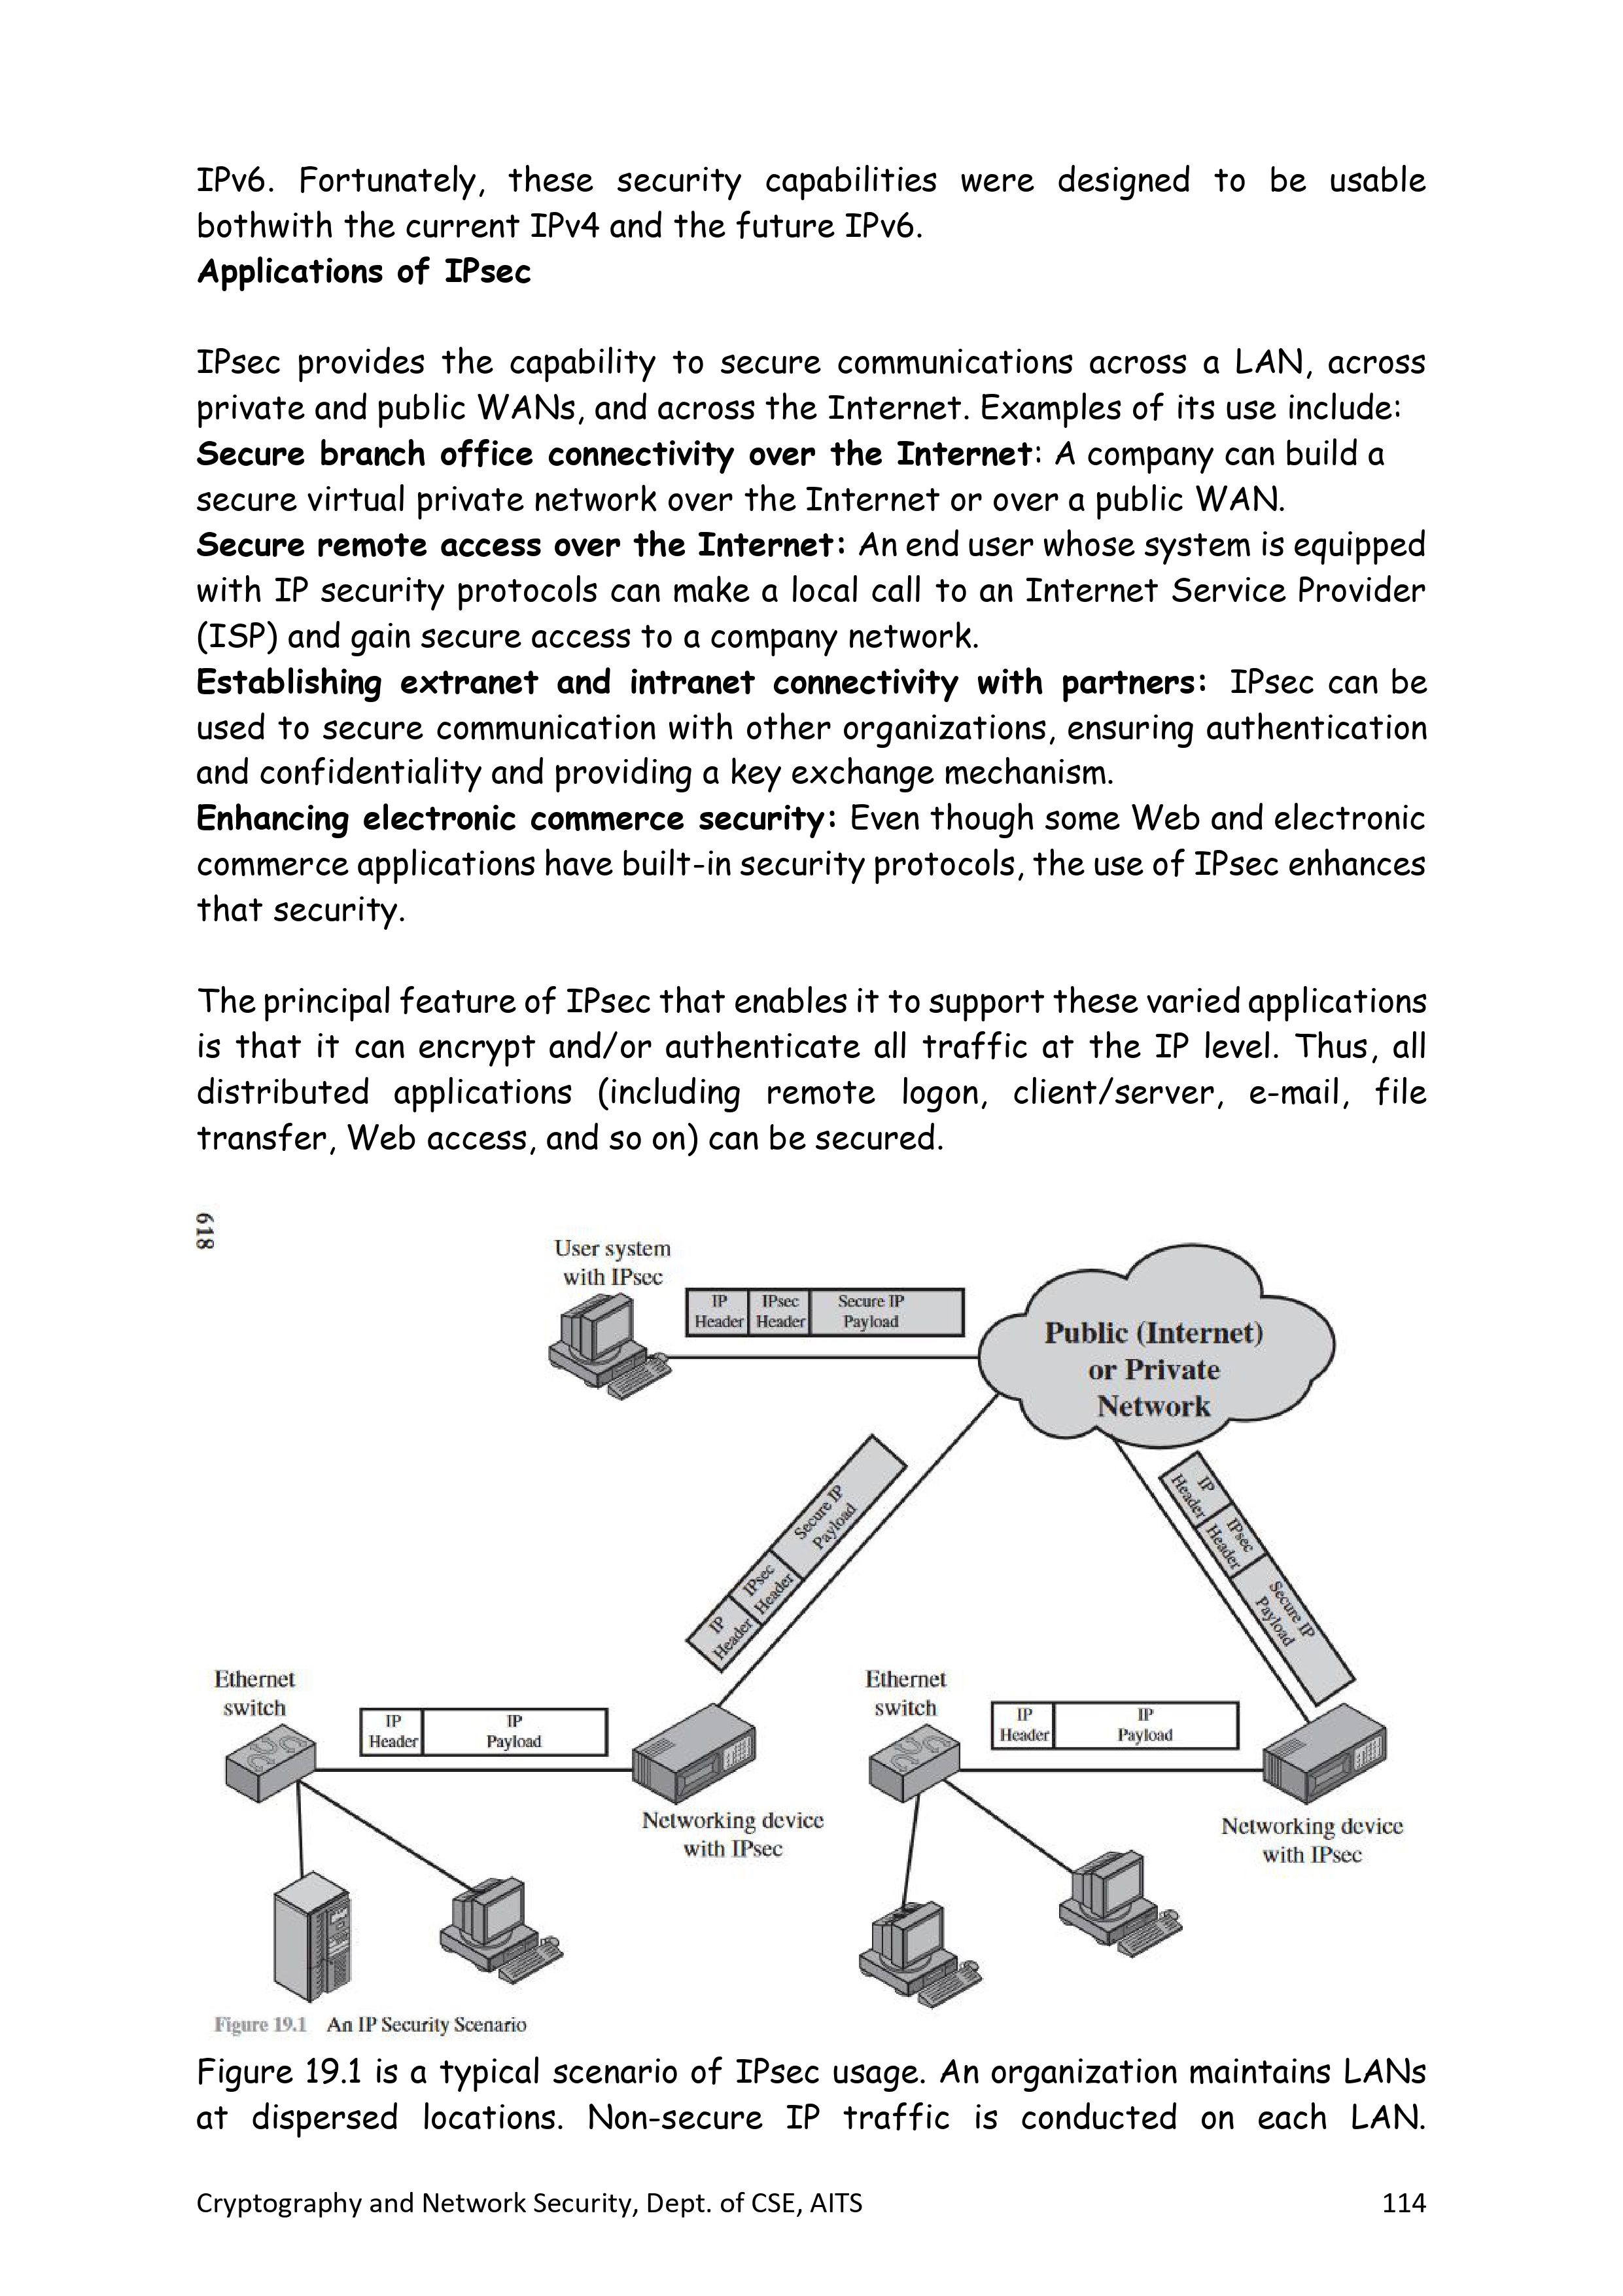 IPv6. Fortunately, these security capabilities were designed to be usable
bothwith the current IPv4 and the future IPv6.
Applications of IPsec
IPsec provides the capability to secure communications across a LAN, across
private and public WANs, and across the Internet. Examples of its use include:
Secure branch office connectivity over the Internet: A company can build a
secure virtual private network over the Internet or over a public WAN.
Secure remote access over the Internet: An end user whose system is equipped
with IP security protocols can make a local call to an Internet Service Provider
(ISP) and gain secure access to a company network.
Establishing extranet and intranet connectivity with partners: IPsec can be
used to secure communication with other organizations, ensuring authentication
and confidentiality and providing a key exchange mechanism.
Enhancing electronic commerce security: Even though some Web and electronic
commerce applications have built-in security protocols, the use of IPsec enhances
that security.
The principal feature of IPsec that enables it to support these varied applications
is that it can encrypt and/or authenticate all traffic at the IP level. Thus, all
distributed applications (including remote logon, client/server, e-mail, file
transfer, Web access, and so on) can be secured.
618
User system
with IPsec
IP
Header
IPsec
Header
Secure IP
Payload
Public (Internet)
or Private
Network
IP
Header
IPsec
Header
Secure IP
Payload
IP
Header
IPsec
Header
Secure IP
Payload
Ethernet
switch
IP
Header
IP
Payload
Networking device
with IPsec
Ethernet
switch
IP
Header
IP
Payload
Networking device
with IPsec
Figure 19.1 An IP Security Scenario
Figure 19.1 is a typical scenario of IPsec usage. An organization maintains LANs
at dispersed locations. Non-secure IP traffic is conducted on each LAN.
Cryptography and Network Security, Dept. of CSE, AITS 114